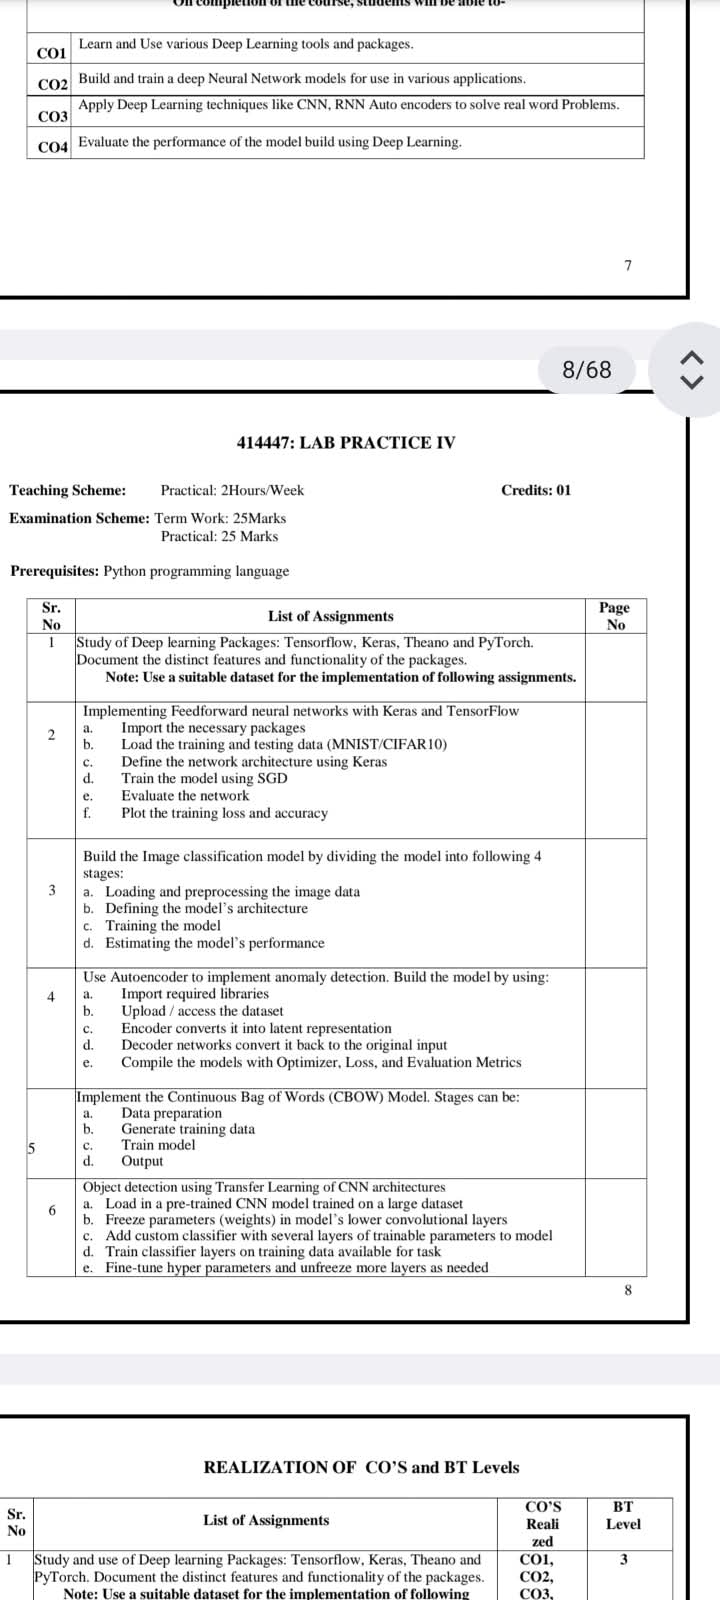 On completion of the course, students will be able to-
CO1 Learn and Use various Deep Learning tools and packages.
CO2 Build and train a deep Neural Network models for use in various applications.
CO3 Apply Deep Learning techniques like CNN, RNN Auto encoders to solve real word Problems.
CO4 Evaluate the performance of the model build using Deep Learning.
7
8/68
414447: LAB PRACTICE IV
Teaching Scheme: Practical: 2Hours/Week Credits: 01
Examination Scheme: Term Work: 25Marks
Practical: 25 Marks
Prerequisites: Python programming language
Sr. No List of Assignments Page No
1 Study of Deep learning Packages: Tensorflow, Keras, Theano and PyTorch.
Document the distinct features and functionality of the packages.
Note: Use a suitable dataset for the implementation of following assignments.
2 Implementing Feedforward neural networks with Keras and TensorFlow
a. Import the necessary packages
b. Load the training and testing data (MNIST/CIFAR10)
c. Define the network architecture using Keras
d. Train the model using SGD
e. Evaluate the network
f. Plot the training loss and accuracy
3 Build the Image classification model by dividing the model into following 4
stages:
a. Loading and preprocessing the image data
b. Defining the model's architecture
c. Training the model
d. Estimating the model's performance
4 Use Autoencoder to implement anomaly detection. Build the model by using:
a. Import required libraries
b. Upload / access the dataset
c. Encoder converts it into latent representation
d. Decoder networks convert it back to the original input
e. Compile the models with Optimizer, Loss, and Evaluation Metrics
5 Implement the Continuous Bag of Words (CBOW) Model. Stages can be:
a. Data preparation
b. Generate training data
c. Train model
d. Output
6 Object detection using Transfer Learning of CNN architectures
a. Load in a pre-trained CNN model trained on a large dataset
b. Freeze parameters (weights) in model's lower convolutional layers
c. Add custom classifier with several layers of trainable parameters to model
d. Train classifier layers on training data available for task
e. Fine-tune hyper parameters and unfreeze more layers as needed
8
REALIZATION OF CO'S and BT Levels
Sr. No List of Assignments CO'S Reali zed BT Level
1 Study and use of Deep learning Packages: Tensorflow, Keras, Theano and CO1, 3
PyTorch. Document the distinct features and functionality of the packages. CO2,
Note: Use a suitable dataset for the implementation of following CO3,